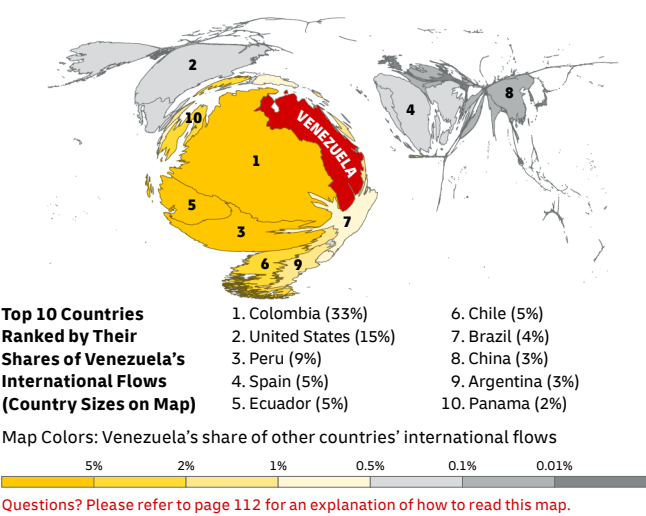 2
10
VENEZUELA
4
8
1
5
7
3
6
9
Top 10 Countries
Ranked by Their
Shares of Venezuela's
International Flows
(Country Sizes on Map)
1. Colombia (33%)
2. United States (15%)
3. Peru (9%)
4. Spain (5%)
5. Ecuador (5%)
6. Chile (5%)
7. Brazil (4%)
8. China (3%)
9. Argentina (3%)
10. Panama (2%)
Map Colors: Venezuela's share of other countries' international flows
5% 2% 1% 0.5% 0.1% 0.01%
Questions? Please refer to page 112 for an explanation of how to read this map.